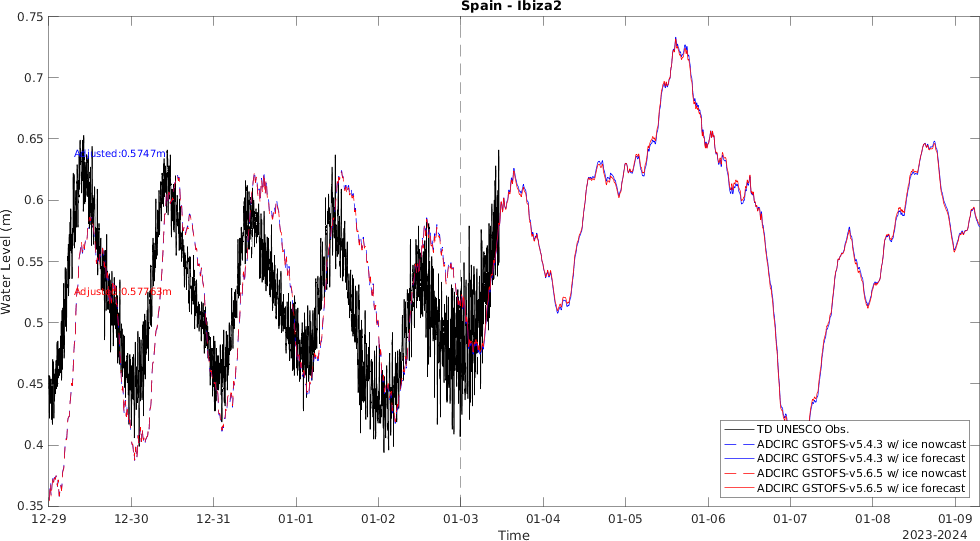 Spain - Ibiza2
0.75
0.7
0.65
0.6
0.55
0.5
0.45
0.4
0.35
Water Level (m)
Adjusted:0.5747m
Adjusted:0.57763m
TD UNESCO Obs.
ADCIRC GSTOFS-v5.4.3 w/ ice nowcast
ADCIRC GSTOFS-v5.4.3 w/ ice forecast
ADCIRC GSTOFS-v5.6.5 w/ ice nowcast
ADCIRC GSTOFS-v5.6.5 w/ ice forecast
12-29 12-30 12-31 01-01 01-02 01-03 01-04 01-05 01-06 01-07 01-08 01-09
Time
2023-2024